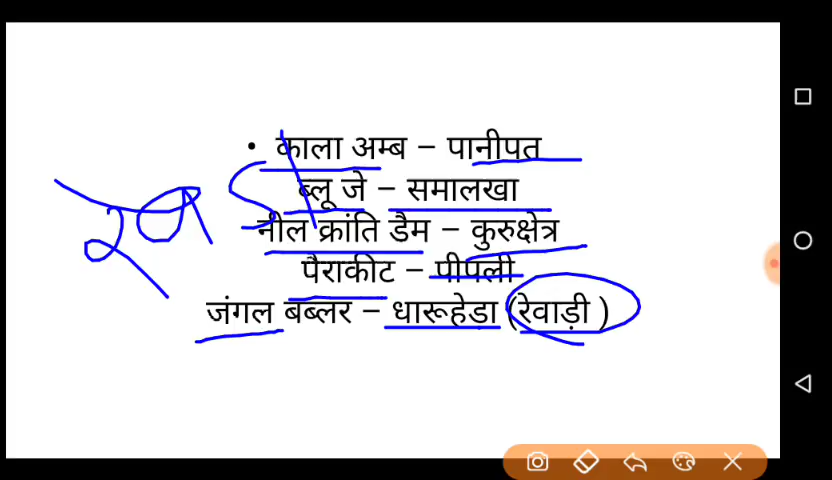 • काला अम्ब – पानीपत
ब्लू जे – समालखा
नील क्रांति डैम – कुरुक्षेत्र
पैराकीट – पीपली
जंगल बब्लर – धारूहेडा (रेवाड़ी )